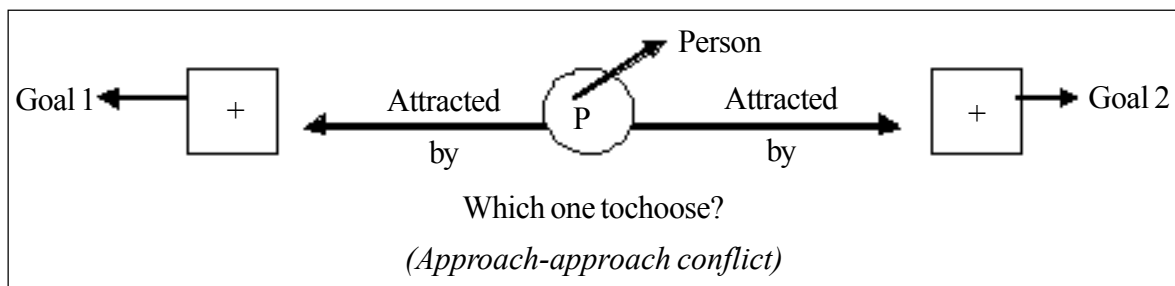 Person
Goal 1
+
Attracted
by
P
Attracted
by
+
Goal 2
Which one tochoose?
(Approach-approach conflict)